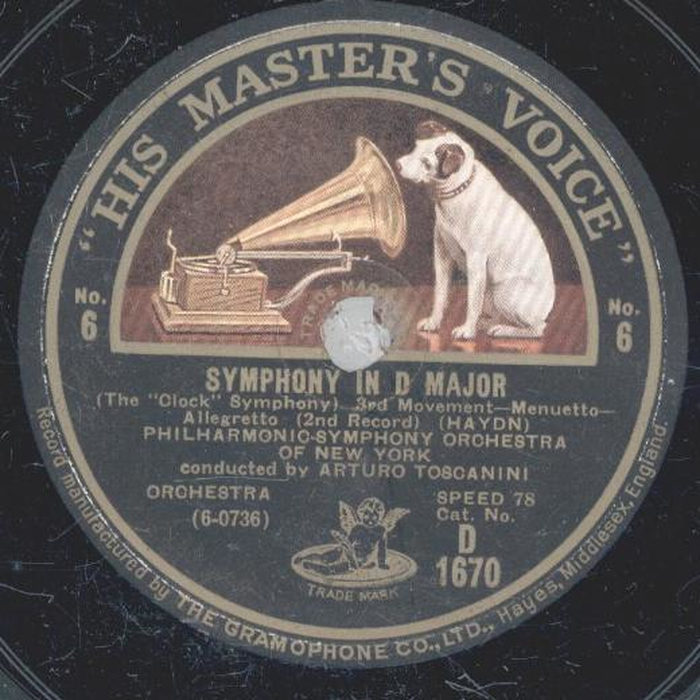 "HIS MASTER'S VOICE"
TRADE MARK
No. 6
No. 6
SYMPHONY IN D MAJOR
(The "Clock" Symphony) 3rd Movement—Menuetto—
Allegretto (2nd Record) (HAYDN)
PHILHARMONIC-SYMPHONY ORCHESTRA
OF NEW YORK
conducted by ARTURO TOSCANINI
ORCHESTRA
(6-0736)
SPEED 78
Cat. No.
D
1670
TRADE MARK
Record manufactured by THE GRAMOPHONE CO., LTD., Hayes, Middlesex, England.